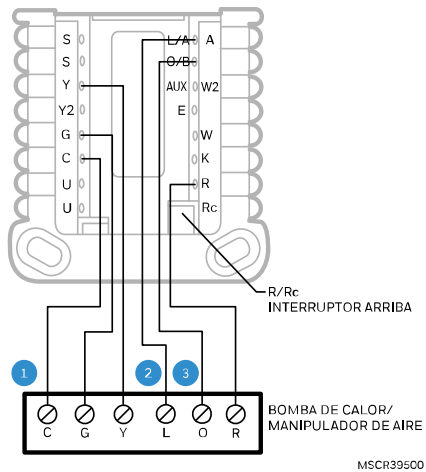 S L/A A
S O/B
Y AUX W2
Y2 E
G W
C K
U R
U Rc
R/Rc
INTERRUPTOR ARRIBA
1 2 3
C G Y L O R
BOMBA DE CALOR/
MANIPULADOR DE AIRE
MSCR39500